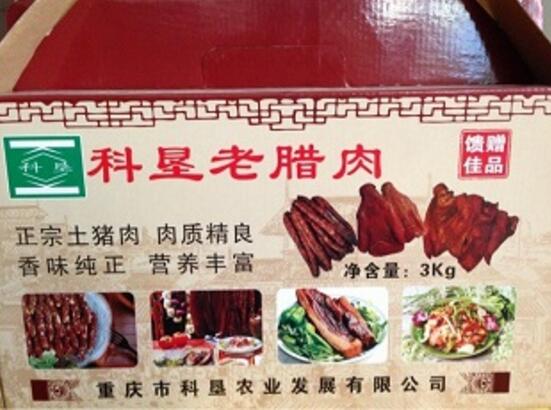 科垦
科垦老腊肉
馈赠
佳品
正宗土猪肉 肉质精良
香味纯正 营养丰富
净含量：3Kg
重庆市科垦农业发展有限公司